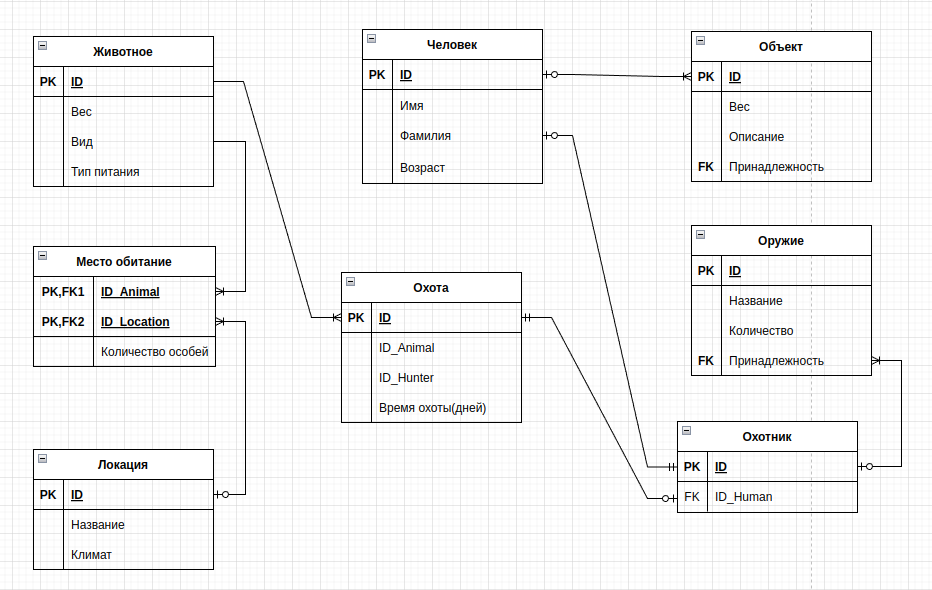 Животное
PK ID
Вес
Вид
Тип питания
Человек
PK ID
Имя
Фамилия
Возраст
Объект
PK ID
Вес
Описание
FK Принадлежность
Место обитание
PK,FK1 ID_Animal
PK,FK2 ID_Location
Количество особей
Охота
PK ID
ID_Animal
ID_Hunter
Время охоты(дней)
Оружие
PK ID
Название
Количество
FK Принадлежность
Локация
PK ID
Название
Климат
Охотник
PK ID
FK ID_Human